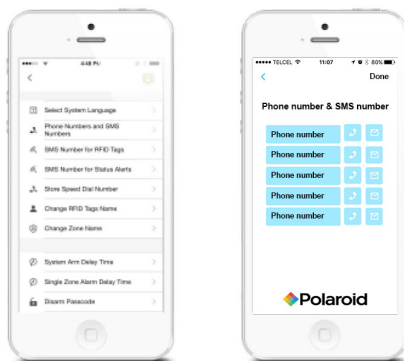 4:48 PM
Select System Language
Phone Numbers and SMS
Numbers
SMS Number for RFID Tags
SMS Number for Status Alerts
Store Speed Dial Number
Change RFID Tags Name
Change Zone Name
System Arm Delay Time
Single Zone Alarm Delay Time
Disarm Passcode
TELCEL 11:07 80%
Done
Phone number & SMS number
Phone number
Phone number
Phone number
Phone number
Phone number
Polaroid